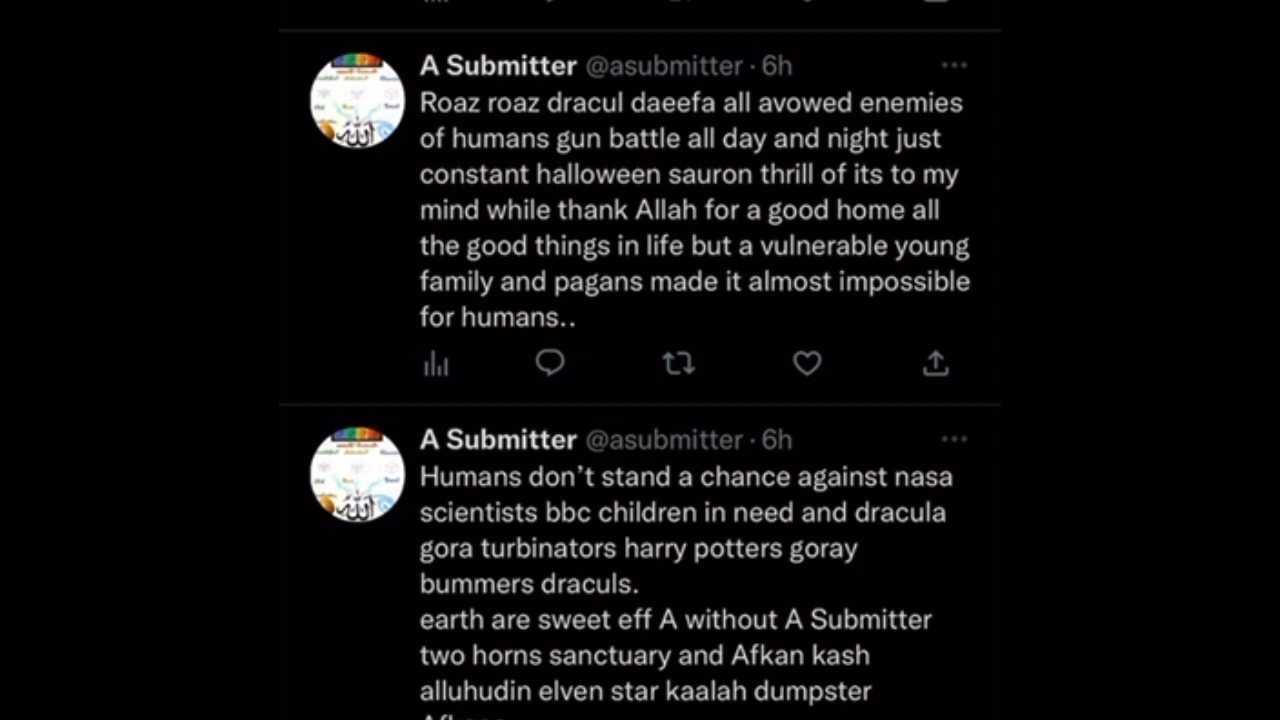 A Submitter @asubmitter · 6h
Roaz roaz dracul daeefa all avowed enemies
of humans gun battle all day and night just
constant halloween sauron thrill of its to my
mind while thank Allah for a good home all
the good things in life but a vulnerable young
family and pagans made it almost impossible
for humans..
A Submitter @asubmitter · 6h
Humans don’t stand a chance against nasa
scientists bbc children in need and dracula
gora turbinators harry potters goray
bummers draculs.
earth are sweet eff A without A Submitter
two horns sanctuary and Afkan kash
alluhudin elven star kaalah dumpster